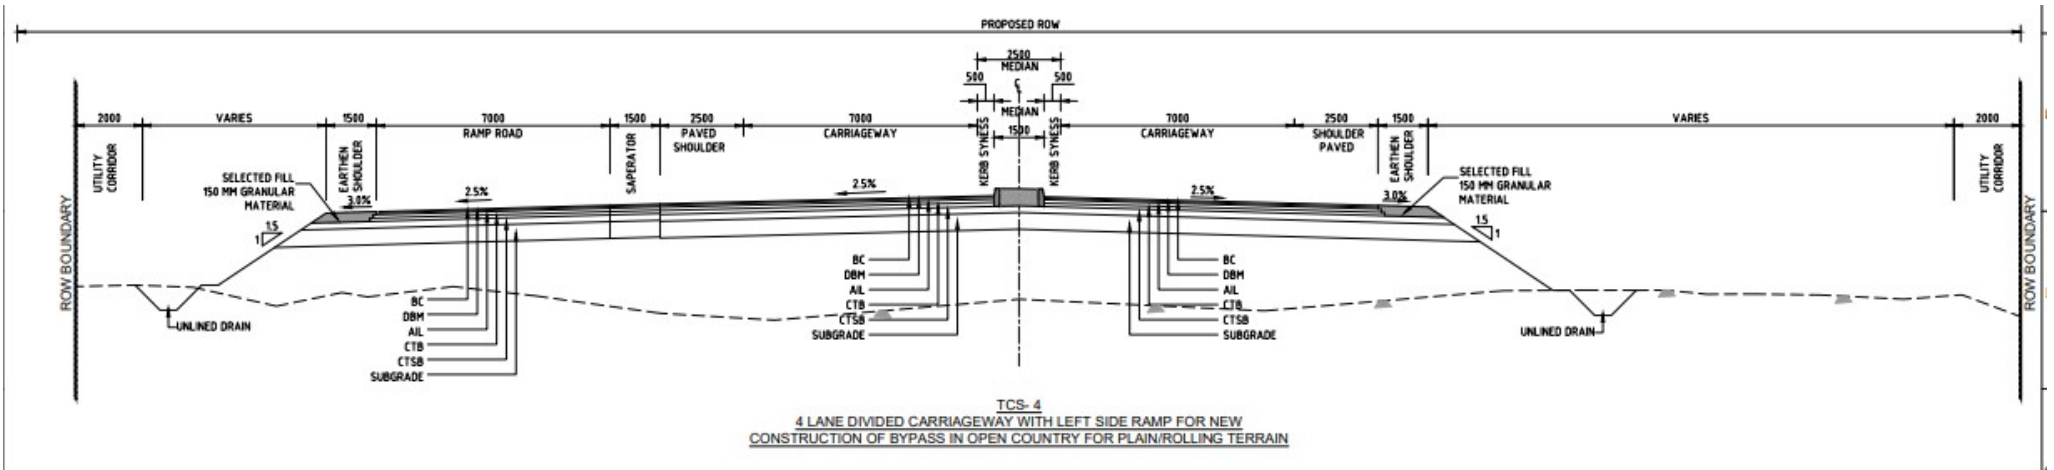 PROPOSED ROW
2500
MEDIAN
500
500
℄
MEDIAN
1500
2000
VARIES
1500
7000
RAMP ROAD
1500
2500
PAVED
SHOULDER
7000
CARRIAGEWAY
7000
CARRIAGEWAY
2500
SHOULDER
PAVED
1500
VARIES
2000
UTILITY
CORRIDOR
EARTHEN
SHOULDER
SAPERATOR
KERB SYNESS
KERB SYNESS
EARTHEN
SHOULDER
UTILITY
CORRIDOR
SELECTED FILL
150 MM GRANULAR
MATERIAL
3.0%
2.5%
2.5%
2.5%
3.0%
SELECTED FILL
150 MM GRANULAR
MATERIAL
1.5
1
1.5
1
ROW BOUNDARY
ROW BOUNDARY
UNLINED DRAIN
BC
DBM
AIL
CTB
CTSB
SUBGRADE
BC
DBM
AIL
CTB
CTSB
SUBGRADE
BC
DBM
AIL
CTB
CTSB
SUBGRADE
UNLINED DRAIN
TCS- 4
4 LANE DIVIDED CARRIAGEWAY WITH LEFT SIDE RAMP FOR NEW
CONSTRUCTION OF BYPASS IN OPEN COUNTRY FOR PLAIN/ROLLING TERRAIN